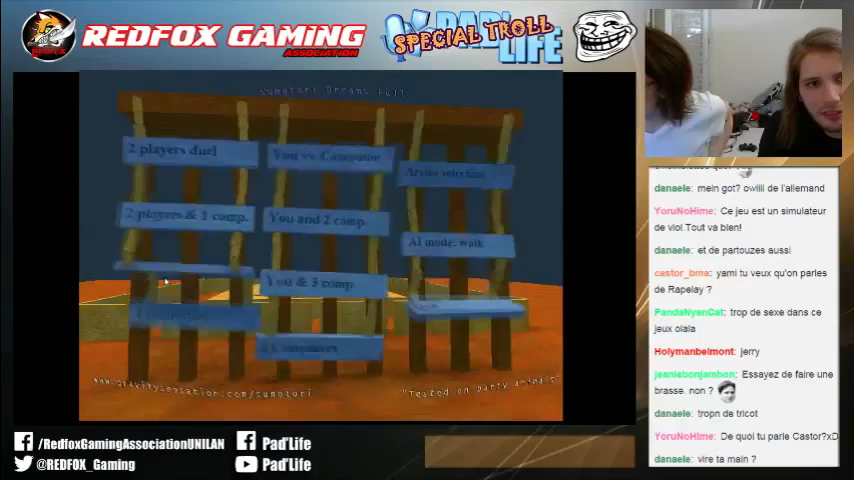 REDFOX GAMING
ASSOCIATION
PAD'LIFE
SPECIAL TROLL
Sumotori Dreams Full
2 players duel
You vs. Computer
Arena selection
2 players & 1 comp.
You and 2 comp.
AI mode: walk
You & 3 comp.
www.gravitysensation.com/sumotori
"Tested on party animals"
danaele: mein got? owilli de l'allemand
YoruNoHime: Ce jeu est un simulateur
de viol.Tout va bien!
danaele: et de partouzes aussi
castor_bma: yarni tu veux qu'on parles
de Rapelay ?
PandaNyanCat: trop de sexe dans ce
jeux olala
Holymanbelmont: jerry
jeanlebonjambon: Essayez de faire une
brasse. non ?
danaele: tropn de tricot
YoruNoHime: De quoi tu parle Castor?xD
danaele: vire ta main ?
/RedfoxGamingAssociationUNILAN
Pad'Life
@REDFOX_Gaming
Pad'Life